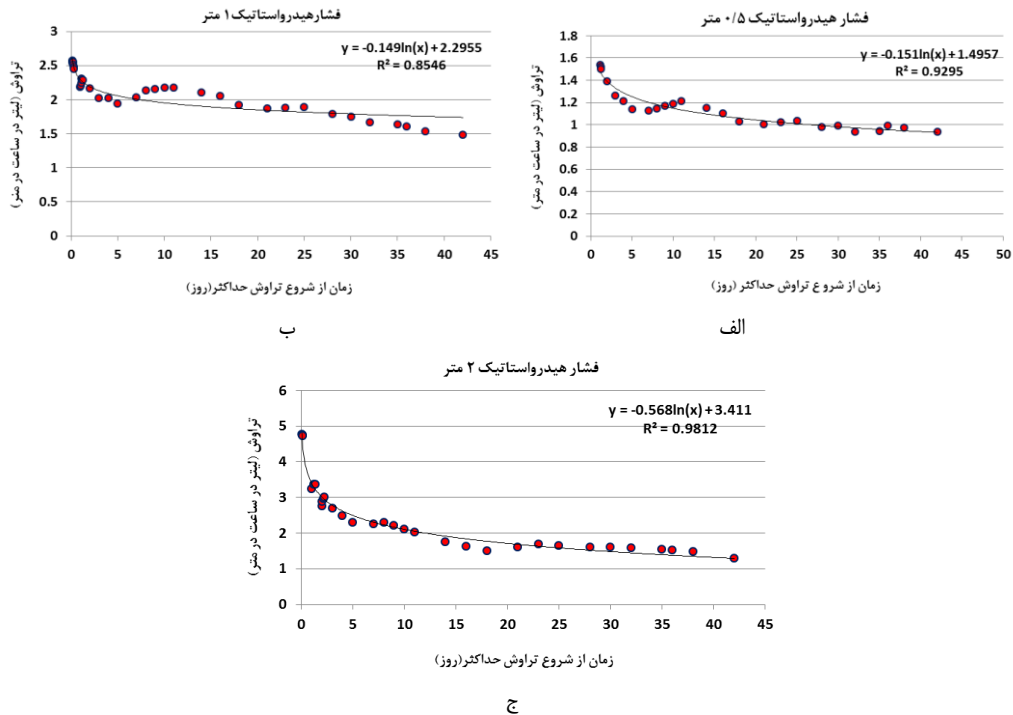 فشار هیدرواستاتیک ۰/۵ متر
y = -0.151ln(x) + 1.4957
R² = 0.9295
تراوش (لیتر در ساعت در متر)
1.8
1.6
1.4
1.2
1
0.8
0.6
0.4
0.2
0
0 5 10 15 20 25 30 35 40 45 50
زمان از شروع تراوش حداکثر (روز)
الف
فشارهیدرواستاتیک ۱ متر
y = -0.149ln(x) + 2.2955
R² = 0.8546
تراوش (لیتر در ساعت در متر)
3
2.5
2
1.5
1
0.5
0
0 5 10 15 20 25 30 35 40 45
زمان از شروع تراوش حداکثر(روز)
ب
فشار هیدرواستاتیک ۲ متر
y = -0.568ln(x) + 3.411
R² = 0.9812
تراوش (لیتر در ساعت در متر)
6
5
4
3
2
1
0
0 5 10 15 20 25 30 35 40 45
زمان از شروع تراوش حداکثر(روز)
ج